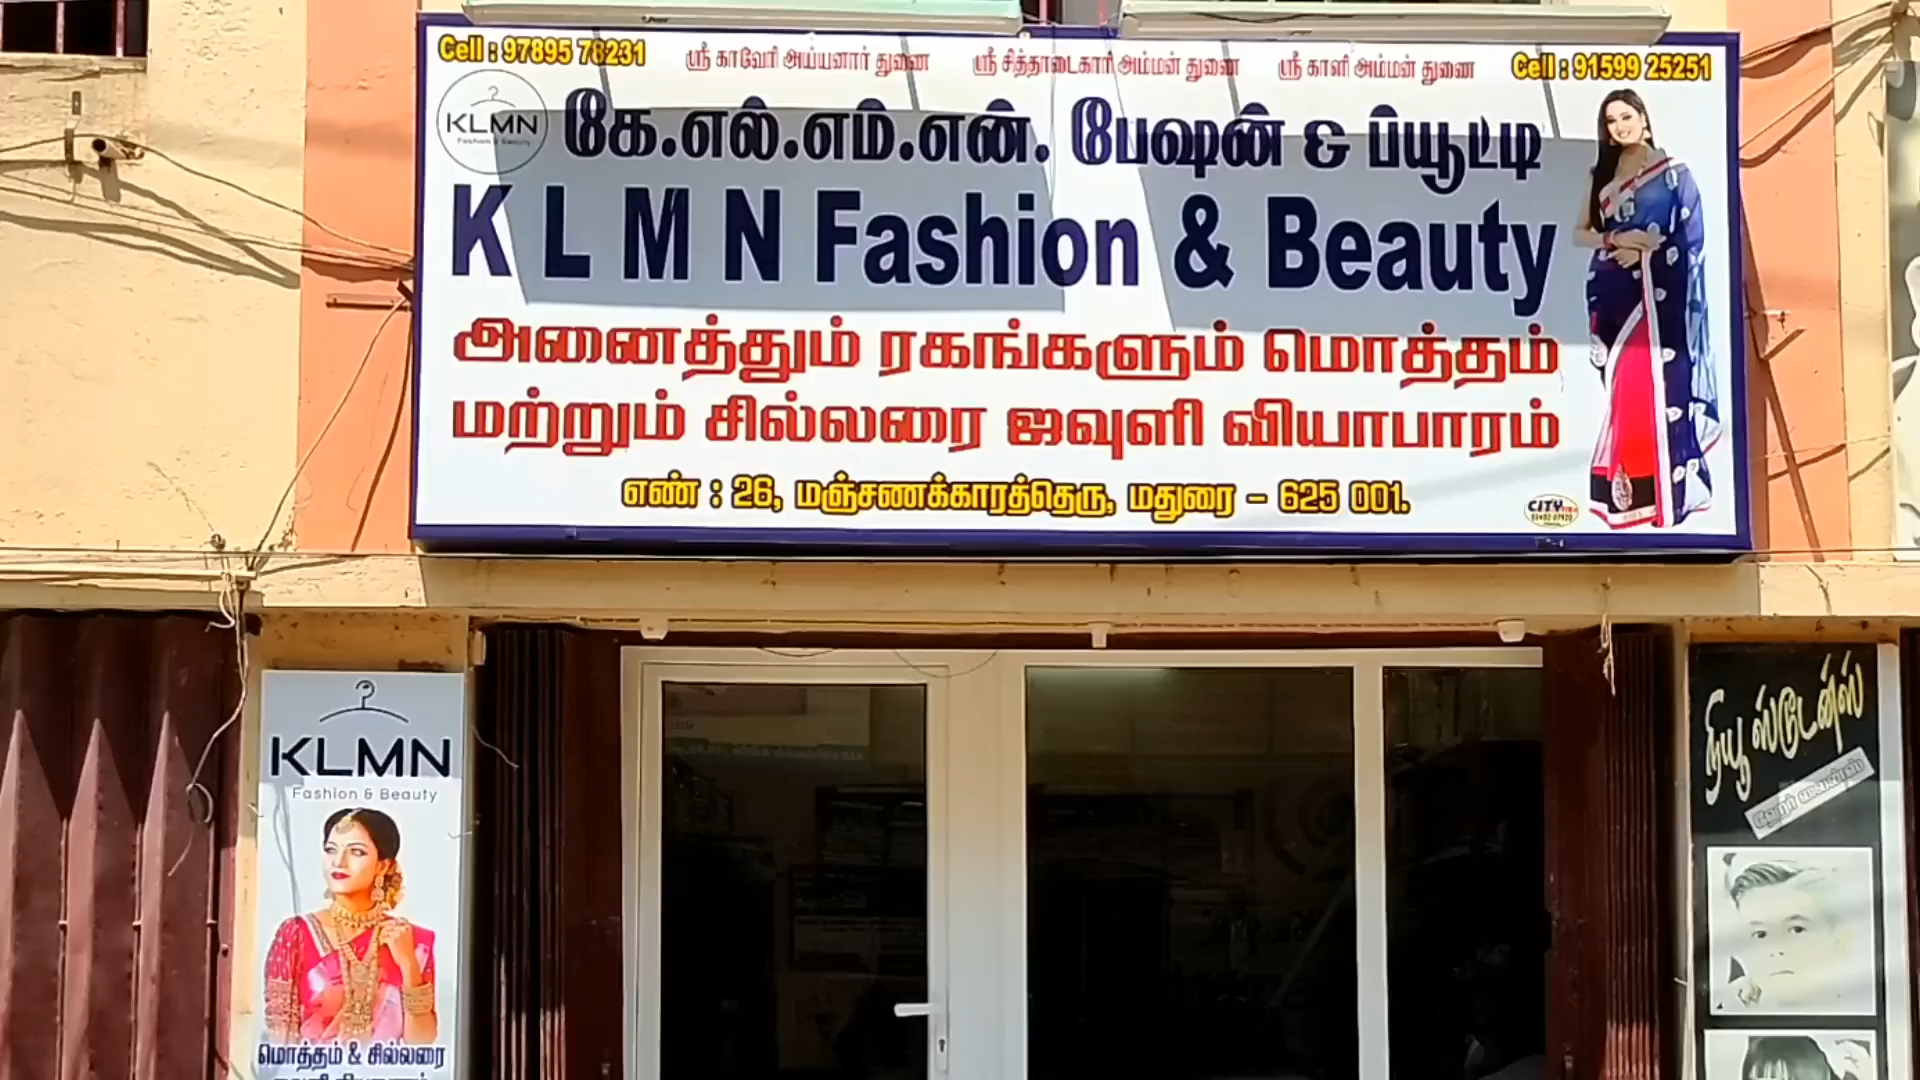 Cell : 97895 78231 ஸ்ரீ காவேரி அய்யனார் துணை ஸ்ரீ சித்தாடைகாரி அம்மன் துணை ஸ்ரீ காளி அம்மன் துணை Cell : 91599 25251
KLMN
Fashion & Beauty
கே.எல்.எம்.என். பேஷன் & ப்யூட்டி
K L M N Fashion & Beauty
அனைத்தும் ரகங்களும் மொத்தம்
மற்றும் சில்லரை ஜவுளி வியாபாரம்
எண் : 26, மஞ்சணக்காரத்தெரு, மதுரை - 625 001.
CITY
KLMN
Fashion & Beauty
மொத்தம் & சில்லரை
நியூ ஸ்டூடென்ஸ்